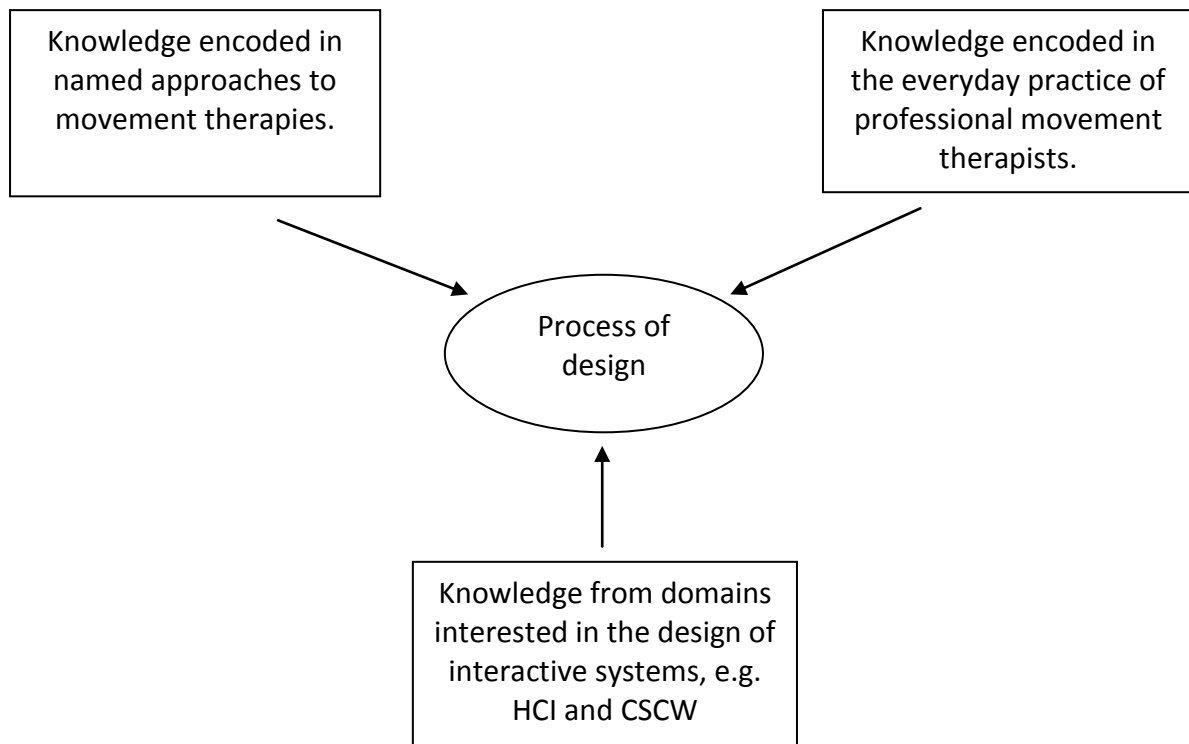 Knowledge encoded in
named approaches to
movement therapies.
Knowledge encoded in
the everyday practice of
professional movement
therapists.
Process of
design
Knowledge from domains
interested in the design of
interactive systems, e.g.
HCI and CSCW